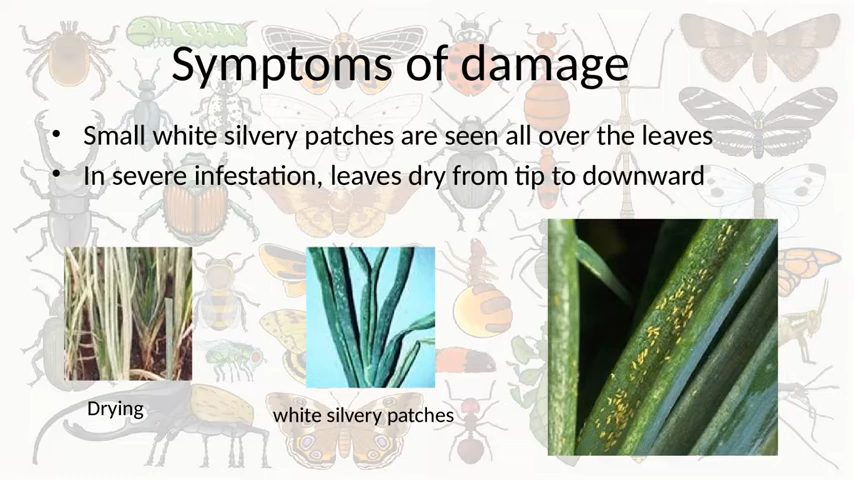 Symptoms of damage
• Small white silvery patches are seen all over the leaves
• In severe infestation, leaves dry from tip to downward
Drying
white silvery patches